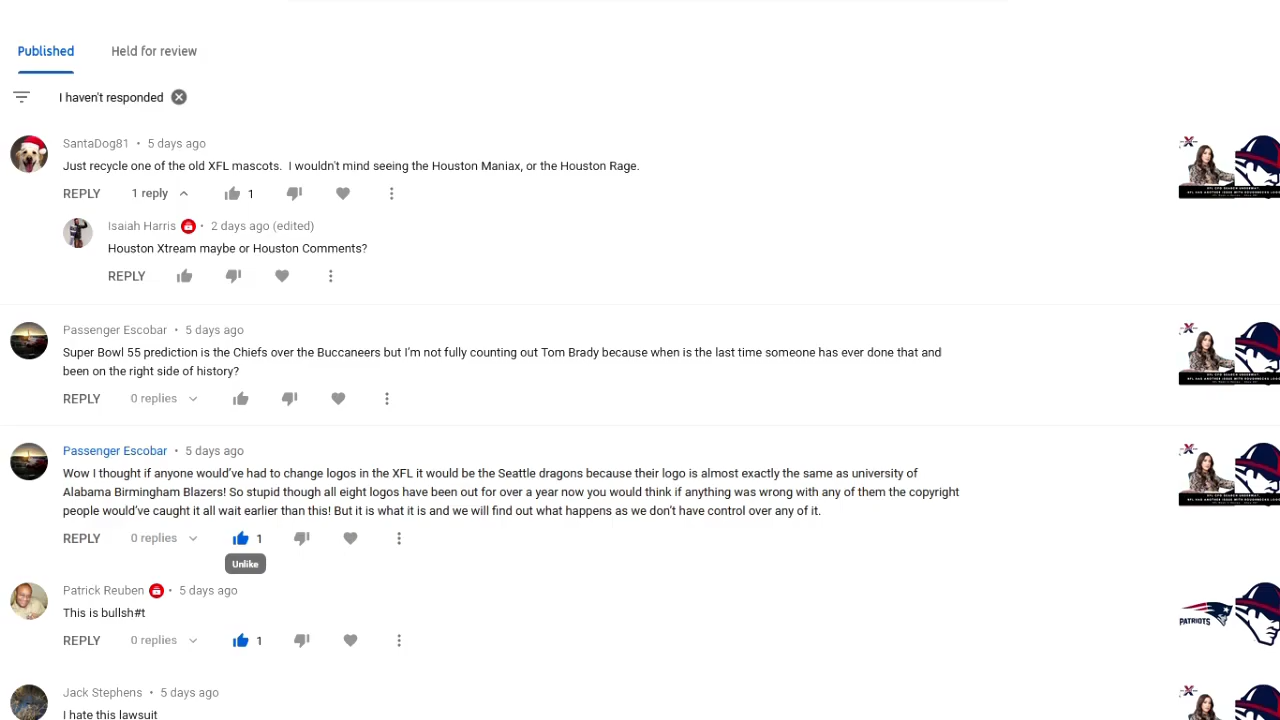 Published Held for review
I haven't responded
SantaDog81 • 5 days ago
Just recycle one of the old XFL mascots.  I wouldn't mind seeing the Houston Maniax, or the Houston Rage.
REPLY 1 reply 1
Isaiah Harris • 2 days ago (edited)
Houston Xtream maybe or Houston Comments?
REPLY
Passenger Escobar • 5 days ago
Super Bowl 55 prediction is the Chiefs over the Buccaneers but I'm not fully counting out Tom Brady because when is the last time someone has ever done that and
been on the right side of history?
REPLY 0 replies
Passenger Escobar • 5 days ago
Wow I thought if anyone would've had to change logos in the XFL it would be the Seattle dragons because their logo is almost exactly the same as university of
Alabama Birmingham Blazers! So stupid though all eight logos have been out for over a year now you would think if anything was wrong with any of them the copyright
people would've caught it all wait earlier than this! But it is what it is and we will find out what happens as we don't have control over any of it.
REPLY 0 replies 1
Unlike
Patrick Reuben • 5 days ago
This is bullsh#t
PATRIOTS
REPLY 0 replies 1
Jack Stephens • 5 days ago
I hate this lawsuit